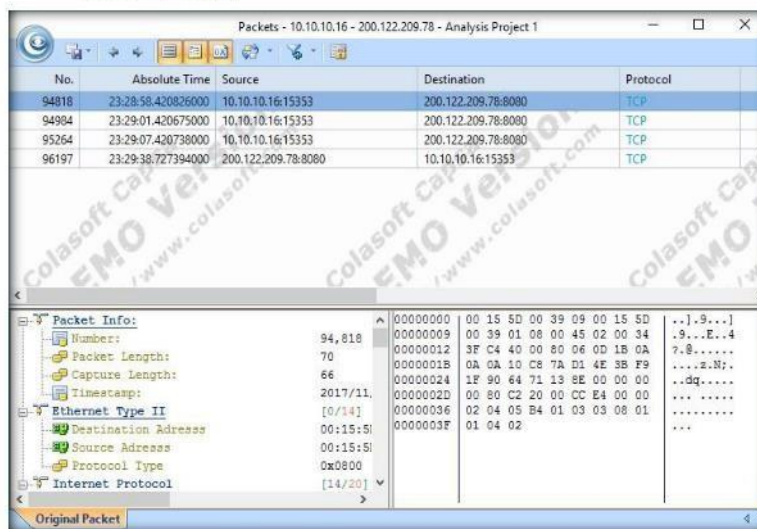 Packets - 10.10.10.16 - 200.122.209.78 - Analysis Project 1
No. Absolute Time Source Destination Protocol
94818 23:28:58.420826000 10.10.10.16:15353 200.122.209.78:8080 TCP
94984 23:29:01.420675000 10.10.10.16:15353 200.122.209.78:8080 TCP
95264 23:29:07.420738000 10.10.10.16:15353 200.122.209.78:8080 TCP
96197 23:29:38.727394000 200.122.209.78:8080 10.10.10.16:15353 TCP
Packet Info:
Number: 94,818
Packet Length: 70
Capture Length: 66
Timestamp: 2017/11
Ethernet Type II [0/14]
Destination Adresss 00:15:5
Source Adresss 00:15:5
Protocol Type 0x0800
Internet Protocol [14/20]
00000000 00 15 5D 00 39 09 00 15 5D ..].9...]
00000009 00 39 01 08 00 45 02 00 34 .9...E..4
00000012 3F C4 40 00 80 06 0D 1B 0A ?.@......
0000001B 0A 0A 10 C8 7A D1 4E 3B F9 ....z.N;.
00000024 1F 90 64 71 13 8E 00 00 00 ..dq.....
0000002D 00 80 C2 20 00 CC E4 00 00 ... .....
00000036 02 04 05 B4 01 03 03 08 01 .........
0000003F 01 04 02 ...
Original Packet